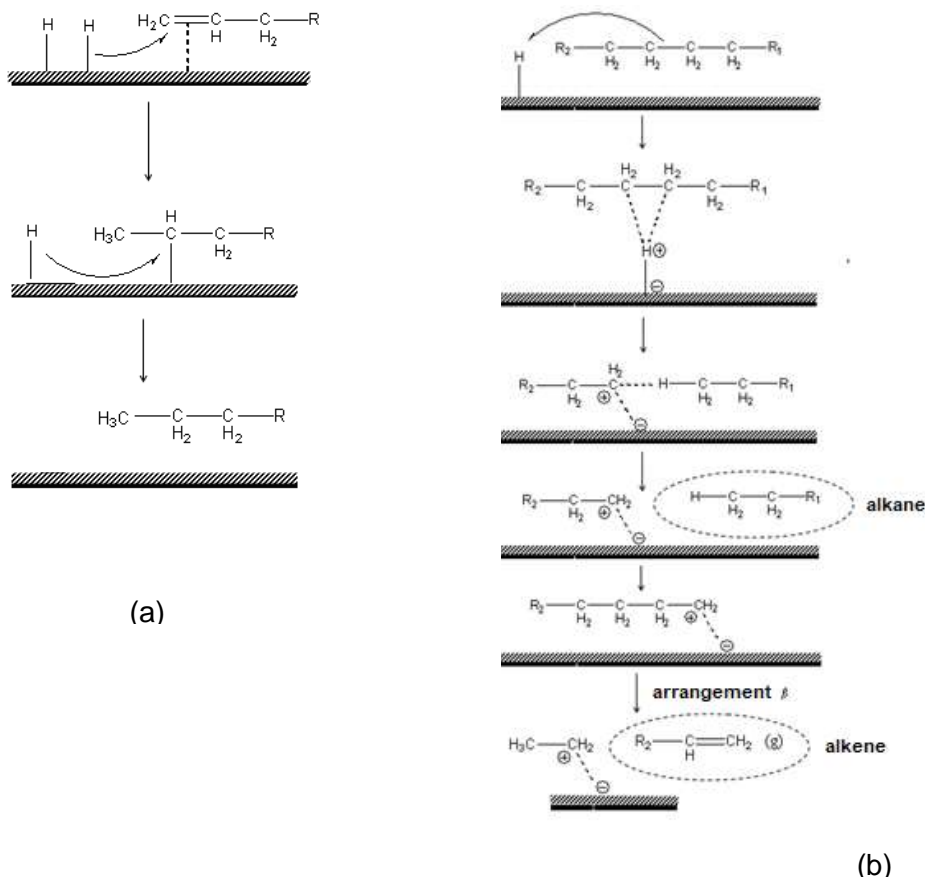 H H H₂C═C—C—R
H H₂
H
H H₃C—C—C—R
H₂
H₃C—C—C—R
H₂ H₂
(a)
H R₂—C—C—C—C—R₁
H₂ H₂ H₂ H₂
H₂ H₂
R₂—C—C—C—C—R₁
H₂ H₂
H⊕
⊖
H₂
R₂—C—C H—C—C—R₁
H₂ ⊕ H₂ H₂
⊖
R₂—C—CH₂ H—C—C—R₁ alkane
H₂ ⊕ H₂ H₂
⊖
R₂—C—C—C—CH₂
H₂ H₂ H₂ ⊕
⊖
arrangement β
H₃C—CH₂ R₂—C═CH₂ (g) alkene
⊕ H
⊖
(b)